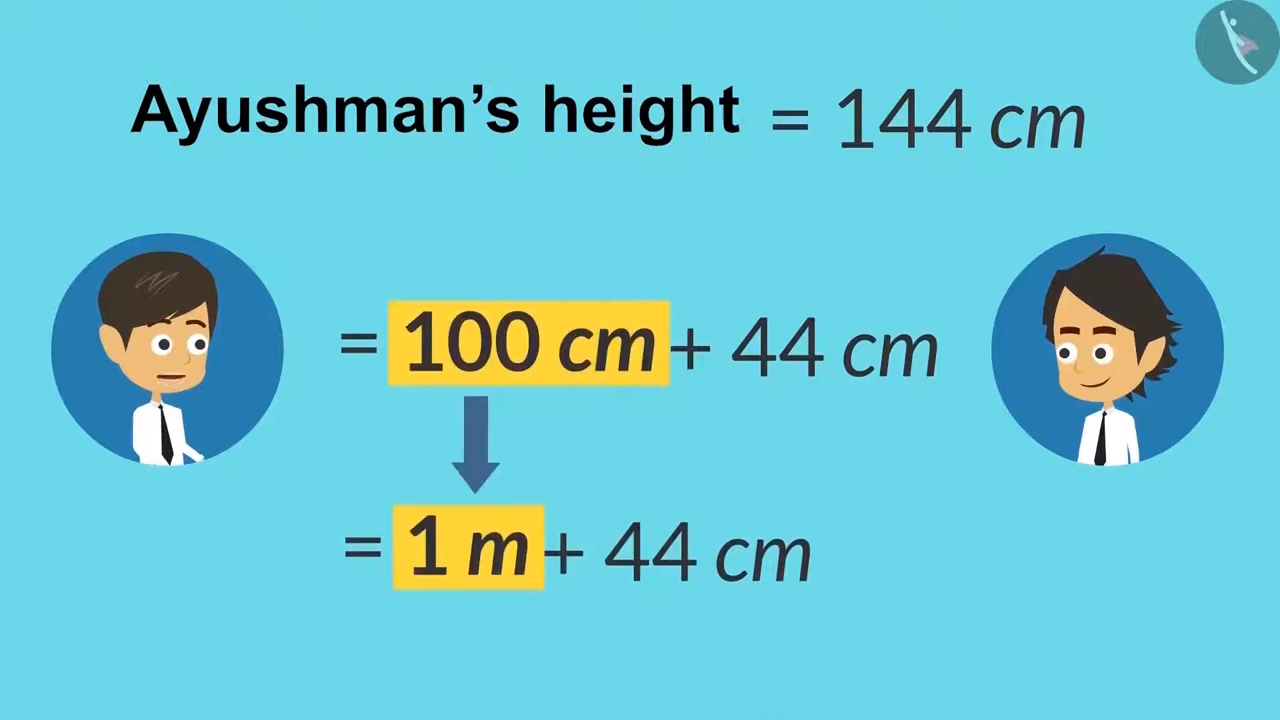 Ayushman’s height = 144 cm
= 100 cm + 44 cm
= 1 m + 44 cm